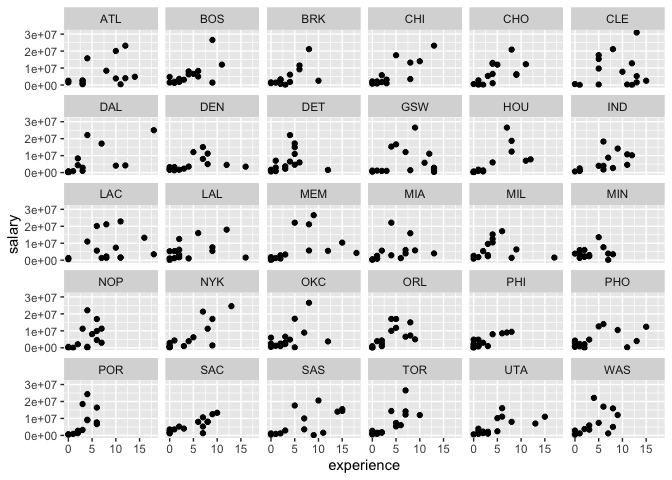 ATL BOS BRK CHI CHO CLE
3e+07
2e+07
1e+07
0e+00
DAL DEN DET GSW HOU IND
3e+07
2e+07
1e+07
0e+00
LAC LAL MEM MIA MIL MIN
3e+07
2e+07
1e+07
0e+00
salary
NOP NYK OKC ORL PHI PHO
3e+07
2e+07
1e+07
0e+00
POR SAC SAS TOR UTA WAS
3e+07
2e+07
1e+07
0e+00
0 5 10 15 0 5 10 15 0 5 10 15 0 5 10 15 0 5 10 15 0 5 10 15
experience